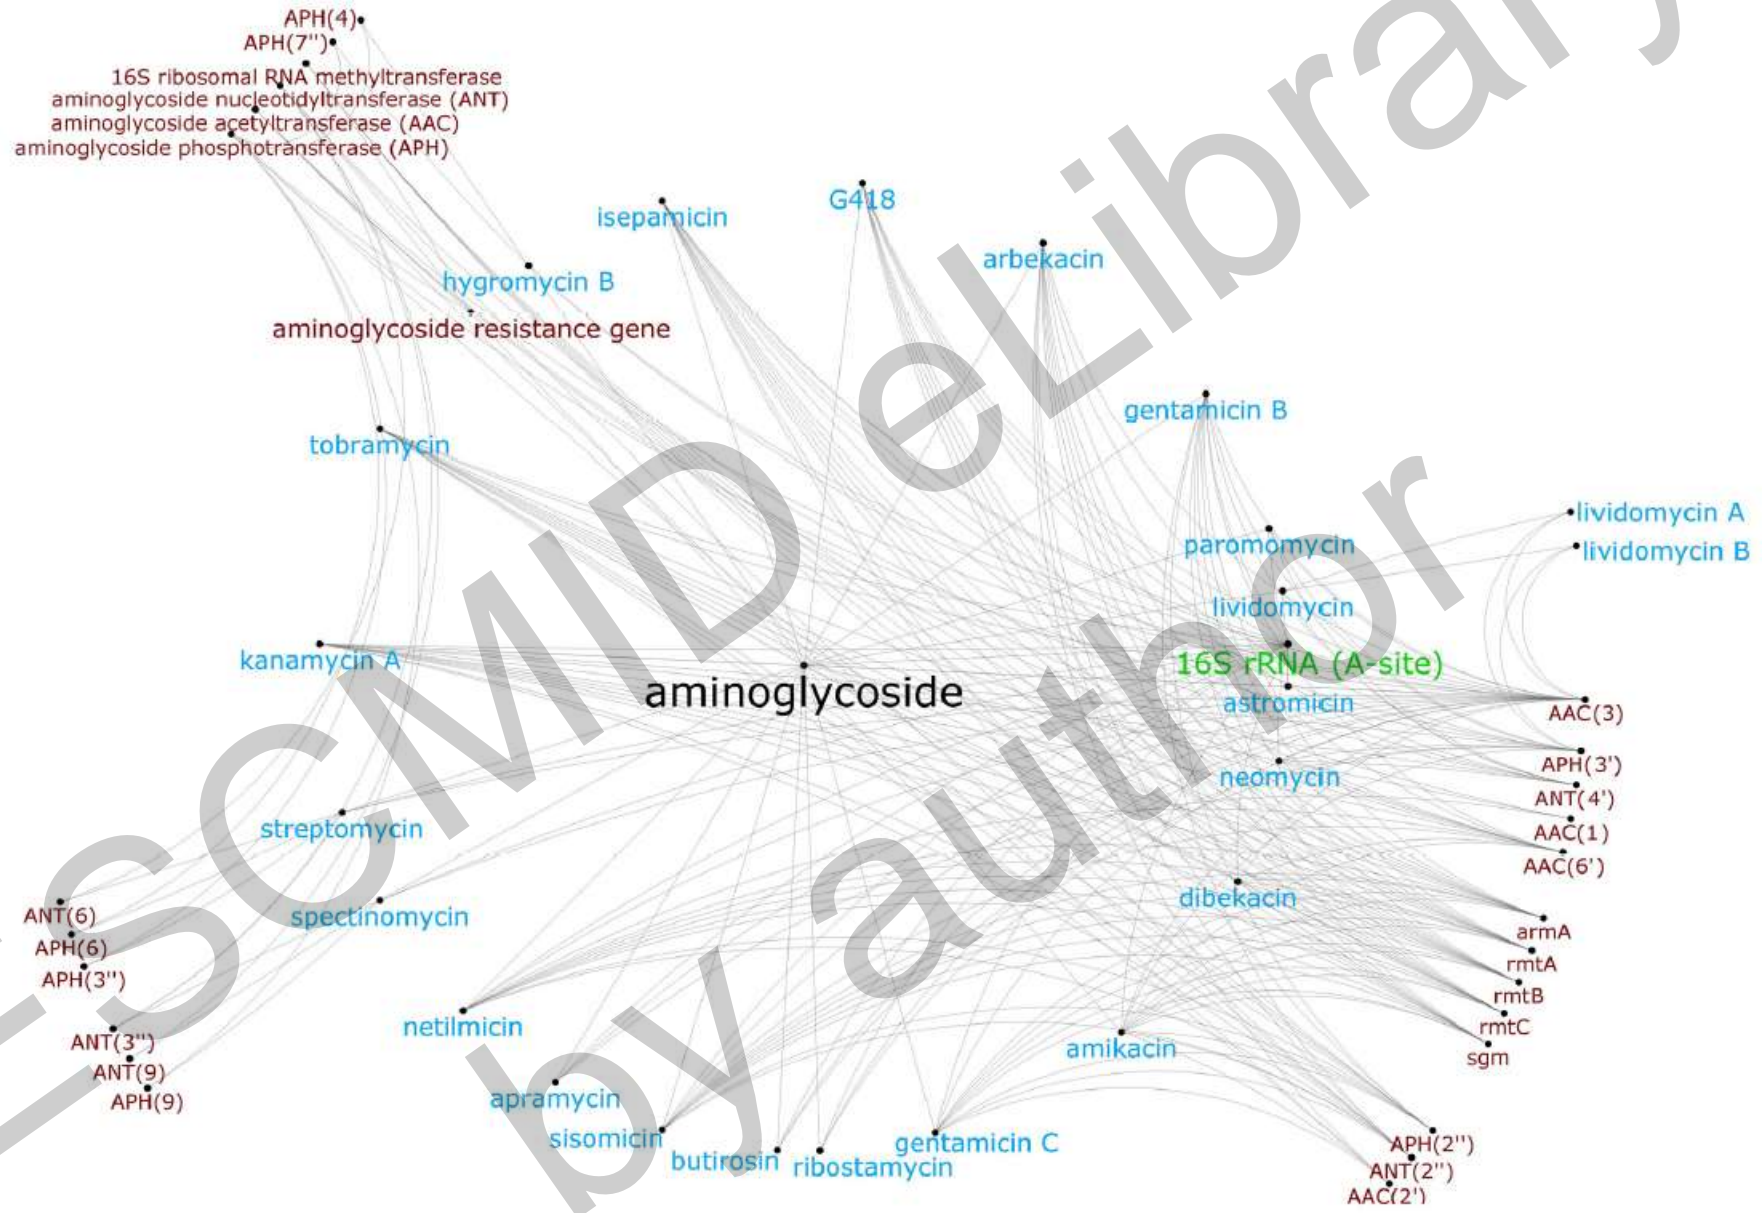 APH(4)
APH(7")
16S ribosomal RNA methyltransferase
aminoglycoside nucleotidyltransferase (ANT)
aminoglycoside acetyltransferase (AAC)
aminoglycoside phosphotransferase (APH)
isepamicin
G418
arbekacin
hygromycin B
aminoglycoside resistance gene
gentamicin B
tobramycin
lividomycin A
lividomycin B
paromomycin
lividomycin
kanamycin A
16S rRNA (A-site)
aminoglycoside
astromicin
AAC(3)
APH(3')
neomycin
ANT(4')
streptomycin
AAC(1)
AAC(6')
dibekacin
ANT(6)
spectinomycin
armA
APH(6)
rmtA
APH(3")
rmtB
netilmicin
rmtC
ANT(3")
amikacin
sgm
ANT(9)
APH(9)
apramycin
sisomicin
gentamicin C
APH(2")
butirosin
ribostamycin
ANT(2")
AAC(2')
ESCMID eLibrary
by author